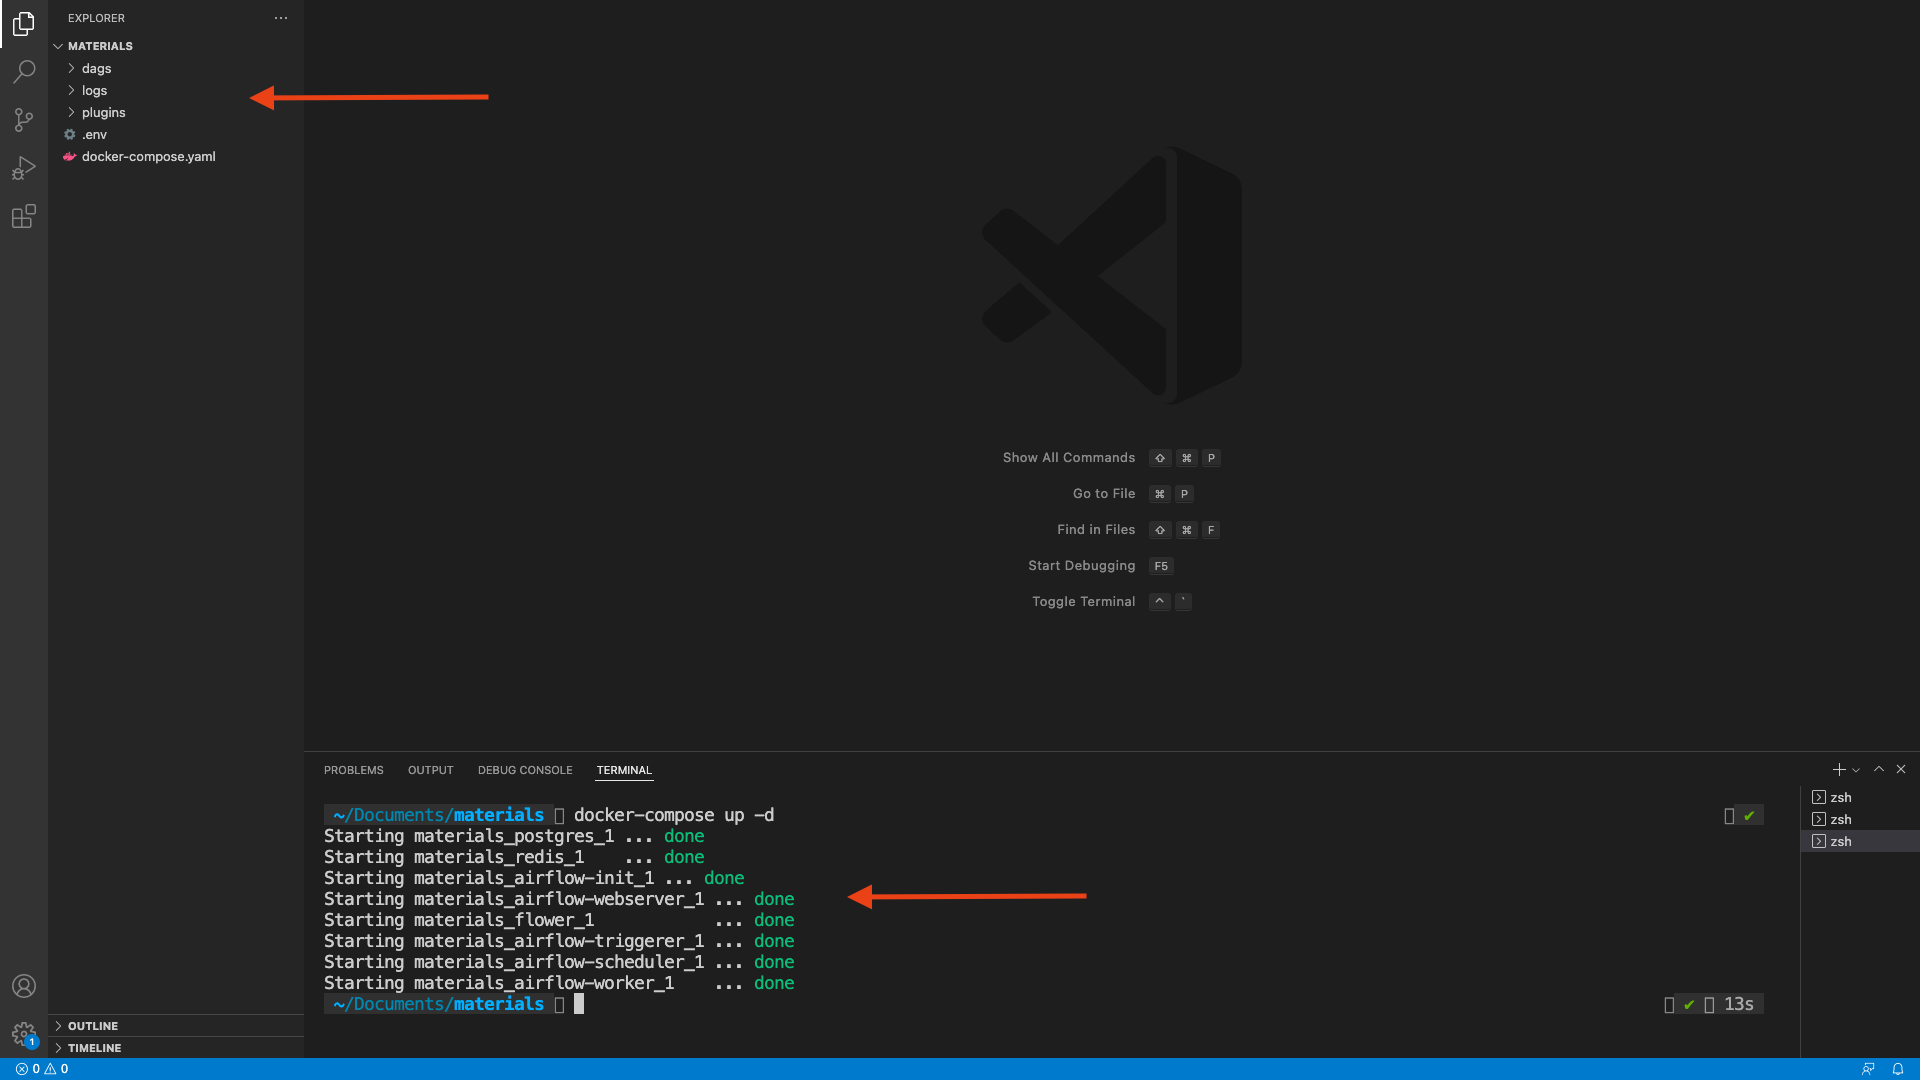 EXPLORER
MATERIALS
dags
logs
plugins
.env
docker-compose.yaml
OUTLINE
TIMELINE
Show All Commands ⇧ ⌘ P
Go to File ⌘ P
Find in Files ⇧ ⌘ F
Start Debugging F5
Toggle Terminal ^ `
PROBLEMS OUTPUT DEBUG CONSOLE TERMINAL
~/Documents/materials docker-compose up -d ✔
Starting materials_postgres_1 ... done
Starting materials_redis_1 ... done
Starting materials_airflow-init_1 ... done
Starting materials_airflow-webserver_1 ... done
Starting materials_flower_1 ... done
Starting materials_airflow-triggerer_1 ... done
Starting materials_airflow-scheduler_1 ... done
Starting materials_airflow-worker_1 ... done
~/Documents/materials ✔ 13s
zsh
zsh
zsh
1
0 0